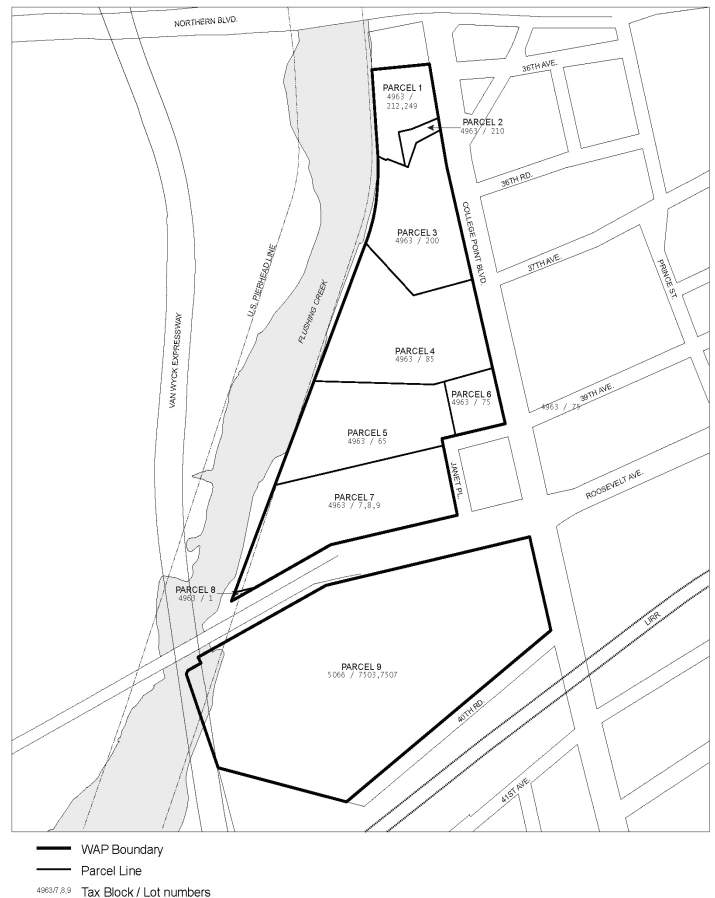 NORTHERN BLVD.
36TH AVE.
PARCEL 1
4963 /
212,249
PARCEL 2
4963 / 210
36TH RD.
COLLEGE POINT BLVD.
PARCEL 3
4963 / 200
U.S. PIERHEAD LINE
37TH AVE.
PRINCE ST.
FLUSHING CREEK
VAN WYCK EXPRESSWAY
PARCEL 4
4963 / 85
PARCEL 6
4963 / 75
39TH AVE.
4963 / 75
PARCEL 5
4963 / 65
JANET PL.
ROOSEVELT AVE.
PARCEL 7
4963 / 7,8,9
PARCEL 8
4963 / 1
LIRR
PARCEL 9
5066 / 7503,7507
40TH RD.
41ST AVE.
WAP Boundary
Parcel Line
4963/7,8,9 Tax Block / Lot numbers